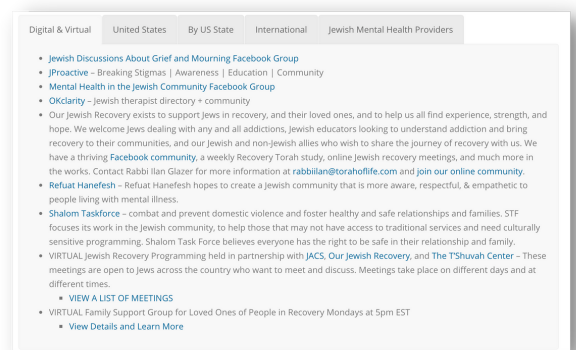 Digital & Virtual
United States
By US State
International
Jewish Mental Health Providers
• Jewish Discussions About Grief and Mourning Facebook Group
• JProactive – Breaking Stigmas | Awareness | Education | Community
• Mental Health in the Jewish Community Facebook Group
• OKclarity – Jewish therapist directory + community
• Our Jewish Recovery exists to support Jews in recovery, and their loved ones, and to help us all find experience, strength, and
hope. We welcome Jews dealing with any and all addictions, Jewish educators looking to understand addiction and bring
recovery to their communities, and our Jewish and non-Jewish allies who wish to share the journey of recovery with us. We
have a thriving Facebook community, a weekly Recovery Torah study, online Jewish recovery meetings, and much more in
the works. Contact Rabbi Ilan Glazer for more information at rabbiilan@torahoflife.com and join our online community.
• Refuat Hanefesh – Refuat Hanefesh hopes to create a Jewish community that is more aware, respectful, & empathetic to
people living with mental illness.
• Shalom Taskforce – combat and prevent domestic violence and foster healthy and safe relationships and families. STF
focuses its work in the Jewish community, to help those that may not have access to traditional services and need culturally
sensitive programming. Shalom Task Force believes everyone has the right to be safe in their relationship and family.
• VIRTUAL Jewish Recovery Programming held in partnership with JACS, Our Jewish Recovery, and The T'Shuvah Center – These
meetings are open to Jews across the country who want to meet and discuss. Meetings take place on different days and at
different times.
▪ VIEW A LIST OF MEETINGS
• VIRTUAL Family Support Group for Loved Ones of People in Recovery Mondays at 5pm EST
▪ View Details and Learn More